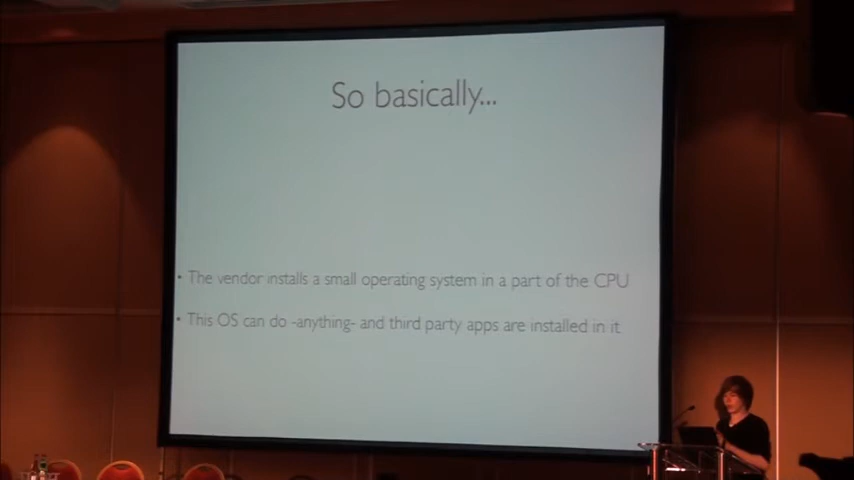 So basically...
• The vendor installs a small operating system in a part of the CPU
• This OS can do -anything- and third party apps are installed in it